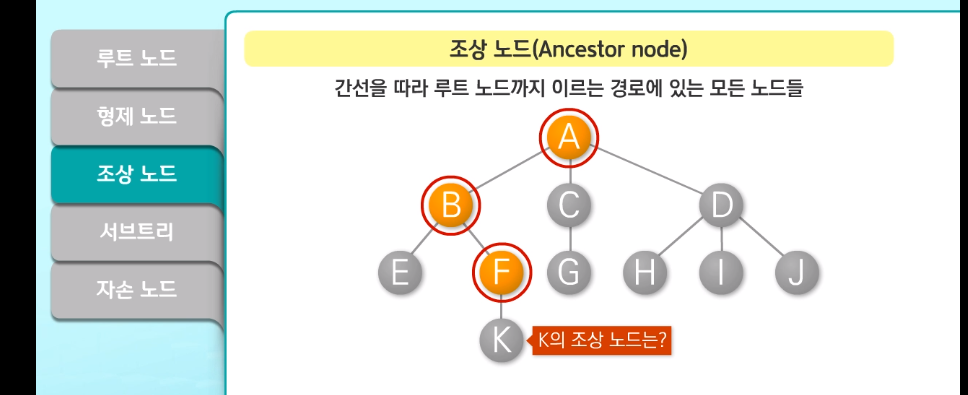 루트 노드
형제 노드
조상 노드
서브트리
자손 노드
조상 노드(Ancestor node)
간선을 따라 루트 노드까지 이르는 경로에 있는 모든 노드들
A
B C D
E F G H I J
K K의 조상 노드는?